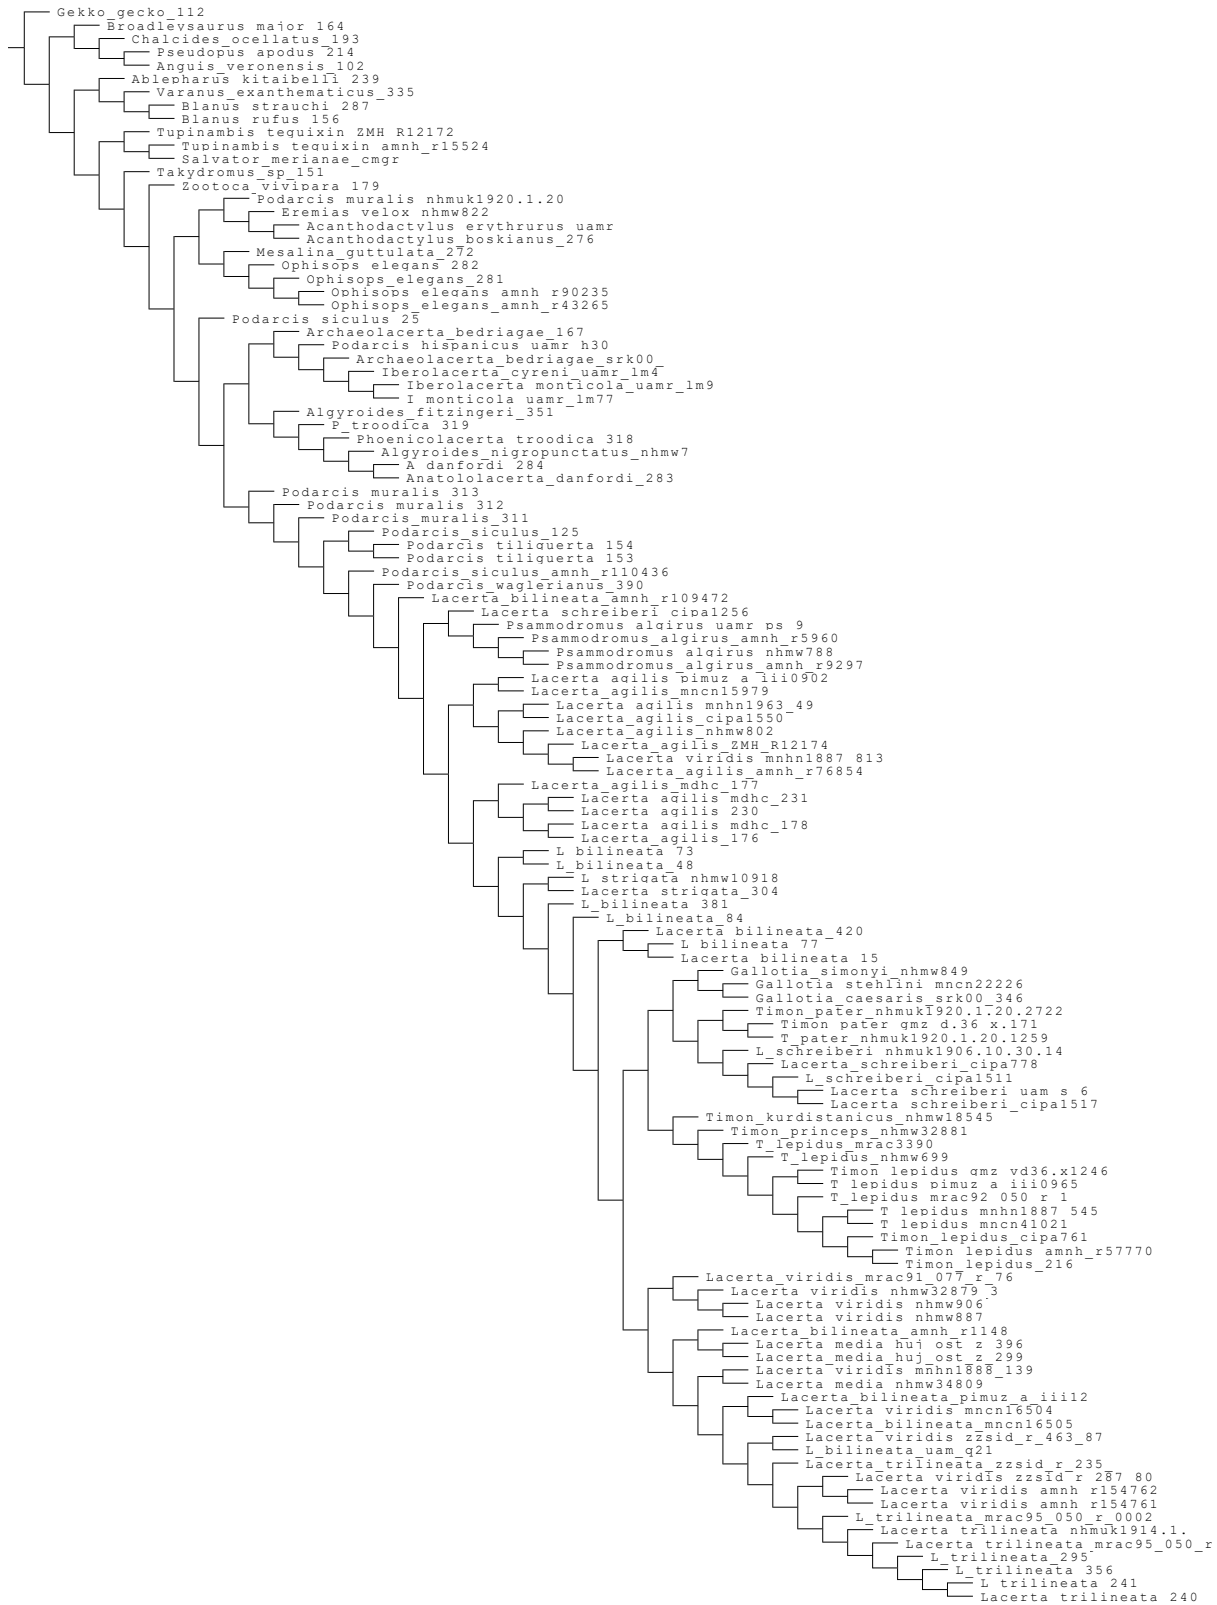 Gekko_gecko_112
Broadleysaurus_major_164
Chalcides_ocellatus_193
Pseudopus_apodus_214
Anguis_veronensis_102
Ablepharus_kitaibelli_239
Varanus_exanthematicus_335
Blanus_strauchi_287
Blanus_rufus_156
Tupinambis_teguixin_ZMH_R12172
Tupinambis_teguixin_amnh_r15524
Salvator_merianae_cmgr
Takydromus_sp_151
Zootoca_vivipara_179
Podarcis_muralis_nhmuk1920.1.20
Eremias_velox_nhmw822
Acanthodactylus_erythrurus_uamr
Acanthodactylus_boskianus_276
Mesalina_guttulata_272
Ophisops_elegans_282
Ophisops_elegans_281
Ophisops_elegans_amnh_r90235
Ophisops_elegans_amnh_r43265
Podarcis_siculus_25
Archaeolacerta_bedriagae_167
Podarcis_hispanicus_uamr_h30
Archaeolacerta_bedriagae_srk00_
Iberolacerta_cyreni_uamr_lm4
Iberolacerta_monticola_uamr_lm9
I_monticola_uamr_lm77
Algyroides_fitzingeri_351
P_troodica_319
Phoenicolacerta_troodica_318
Algyroides_nigropunctatus_nhmw7
A_danfordi_284
Anatololacerta_danfordi_283
Podarcis_muralis_313
Podarcis_muralis_312
Podarcis_muralis_311
Podarcis_siculus_125
Podarcis_tiliguerta_154
Podarcis_tiliguerta_153
Podarcis_siculus_amnh_r110436
Podarcis_waglerianus_390
Lacerta_bilineata_amnh_r109472
Lacerta_schreiberi_cipa1256
Psammodromus_algirus_uamr_ps_9
Psammodromus_algirus_amnh_r5960
Psammodromus_algirus_nhmw788
Psammodromus_algirus_amnh_r9297
Lacerta_agilis_pimuz_a_iii0902
Lacerta_agilis_mncn15979
Lacerta_agilis_mnhn1963_49
Lacerta_agilis_cipa1550
Lacerta_agilis_nhmw802
Lacerta_agilis_ZMH_R12174
Lacerta_viridis_mnhn1887_813
Lacerta_agilis_amnh_r76854
Lacerta_agilis_mdhc_177
Lacerta_agilis_mdhc_231
Lacerta_agilis_230
Lacerta_agilis_mdhc_178
Lacerta_agilis_176
L_bilineata_73
L_bilineata_48
L_strigata_nhmw10918
Lacerta_strigata_304
L_bilineata_381
L_bilineata_84
Lacerta_bilineata_420
L_bilineata_77
Lacerta_bilineata_15
Gallotia_simonyi_nhmw849
Gallotia_stehlini_mncn22226
Gallotia_caesaris_srk00_346
Timon_pater_nhmuk1920.1.20.2722
Timon_pater_gmz_d.36_x.171
T_pater_nhmuk1920.1.20.1259
L_schreiberi_nhmuk1906.10.30.14
Lacerta_schreiberi_cipa778
L_schreiberi_cipa1511
Lacerta_schreiberi_uam_s_6
Lacerta_schreiberi_cipa1517
Timon_kurdistanicus_nhmw18545
Timon_princeps_nhmw32881
T_lepidus_mrac3390
T_lepidus_nhmw699
Timon_lepidus_gmz_vd36.x1246
T_lepidus_pimuz_a_iii0965
T_lepidus_mrac92_050_r_1
T_lepidus_mnhn1887_545
T_lepidus_mncn41021
Timon_lepidus_cipa761
Timon_lepidus_amnh_r57770
Timon_lepidus_216
Lacerta_viridis_mrac91_077_r_76
Lacerta_viridis_nhmw32879_3
Lacerta_viridis_nhmw906
Lacerta_viridis_nhmw887
Lacerta_bilineata_amnh_r1148
Lacerta_media_huj_ost_z_396
Lacerta_media_huj_ost_z_299
Lacerta_viridis_mnhn1888_139
Lacerta_media_nhmw34809
Lacerta_bilineata_pimuz_a_iii12
Lacerta_viridis_mncn16504
Lacerta_bilineata_mncn16505
Lacerta_viridis_zzsid_r_463_87
L_bilineata_uam_q21
Lacerta_trilineata_zzsid_r_235_
Lacerta_viridis_zzsid_r_287_80
Lacerta_viridis_amnh_r154762
Lacerta_viridis_amnh_r154761
L_trilineata_mrac95_050_r_0002
Lacerta_trilineata_nhmuk1914.1.
Lacerta_trilineata_mrac95_050_r
L_trilineata_295
L_trilineata_356
L_trilineata_241
Lacerta_trilineata_240